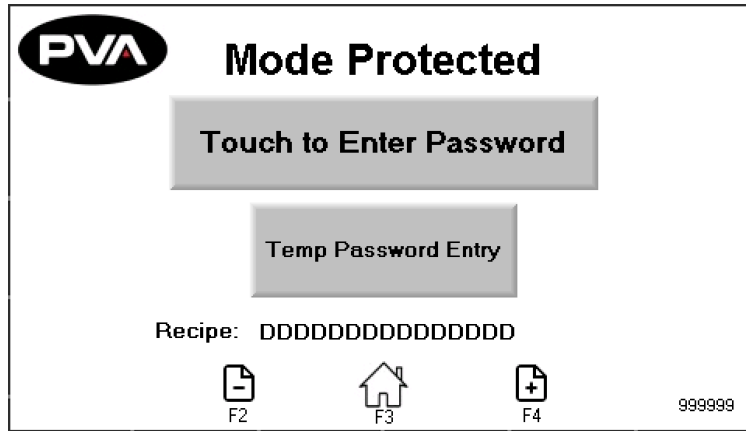 PVA
Mode Protected
Touch to Enter Password
Temp Password Entry
Recipe: DDDDDDDDDDDDDDD
F2 F3 F4 999999